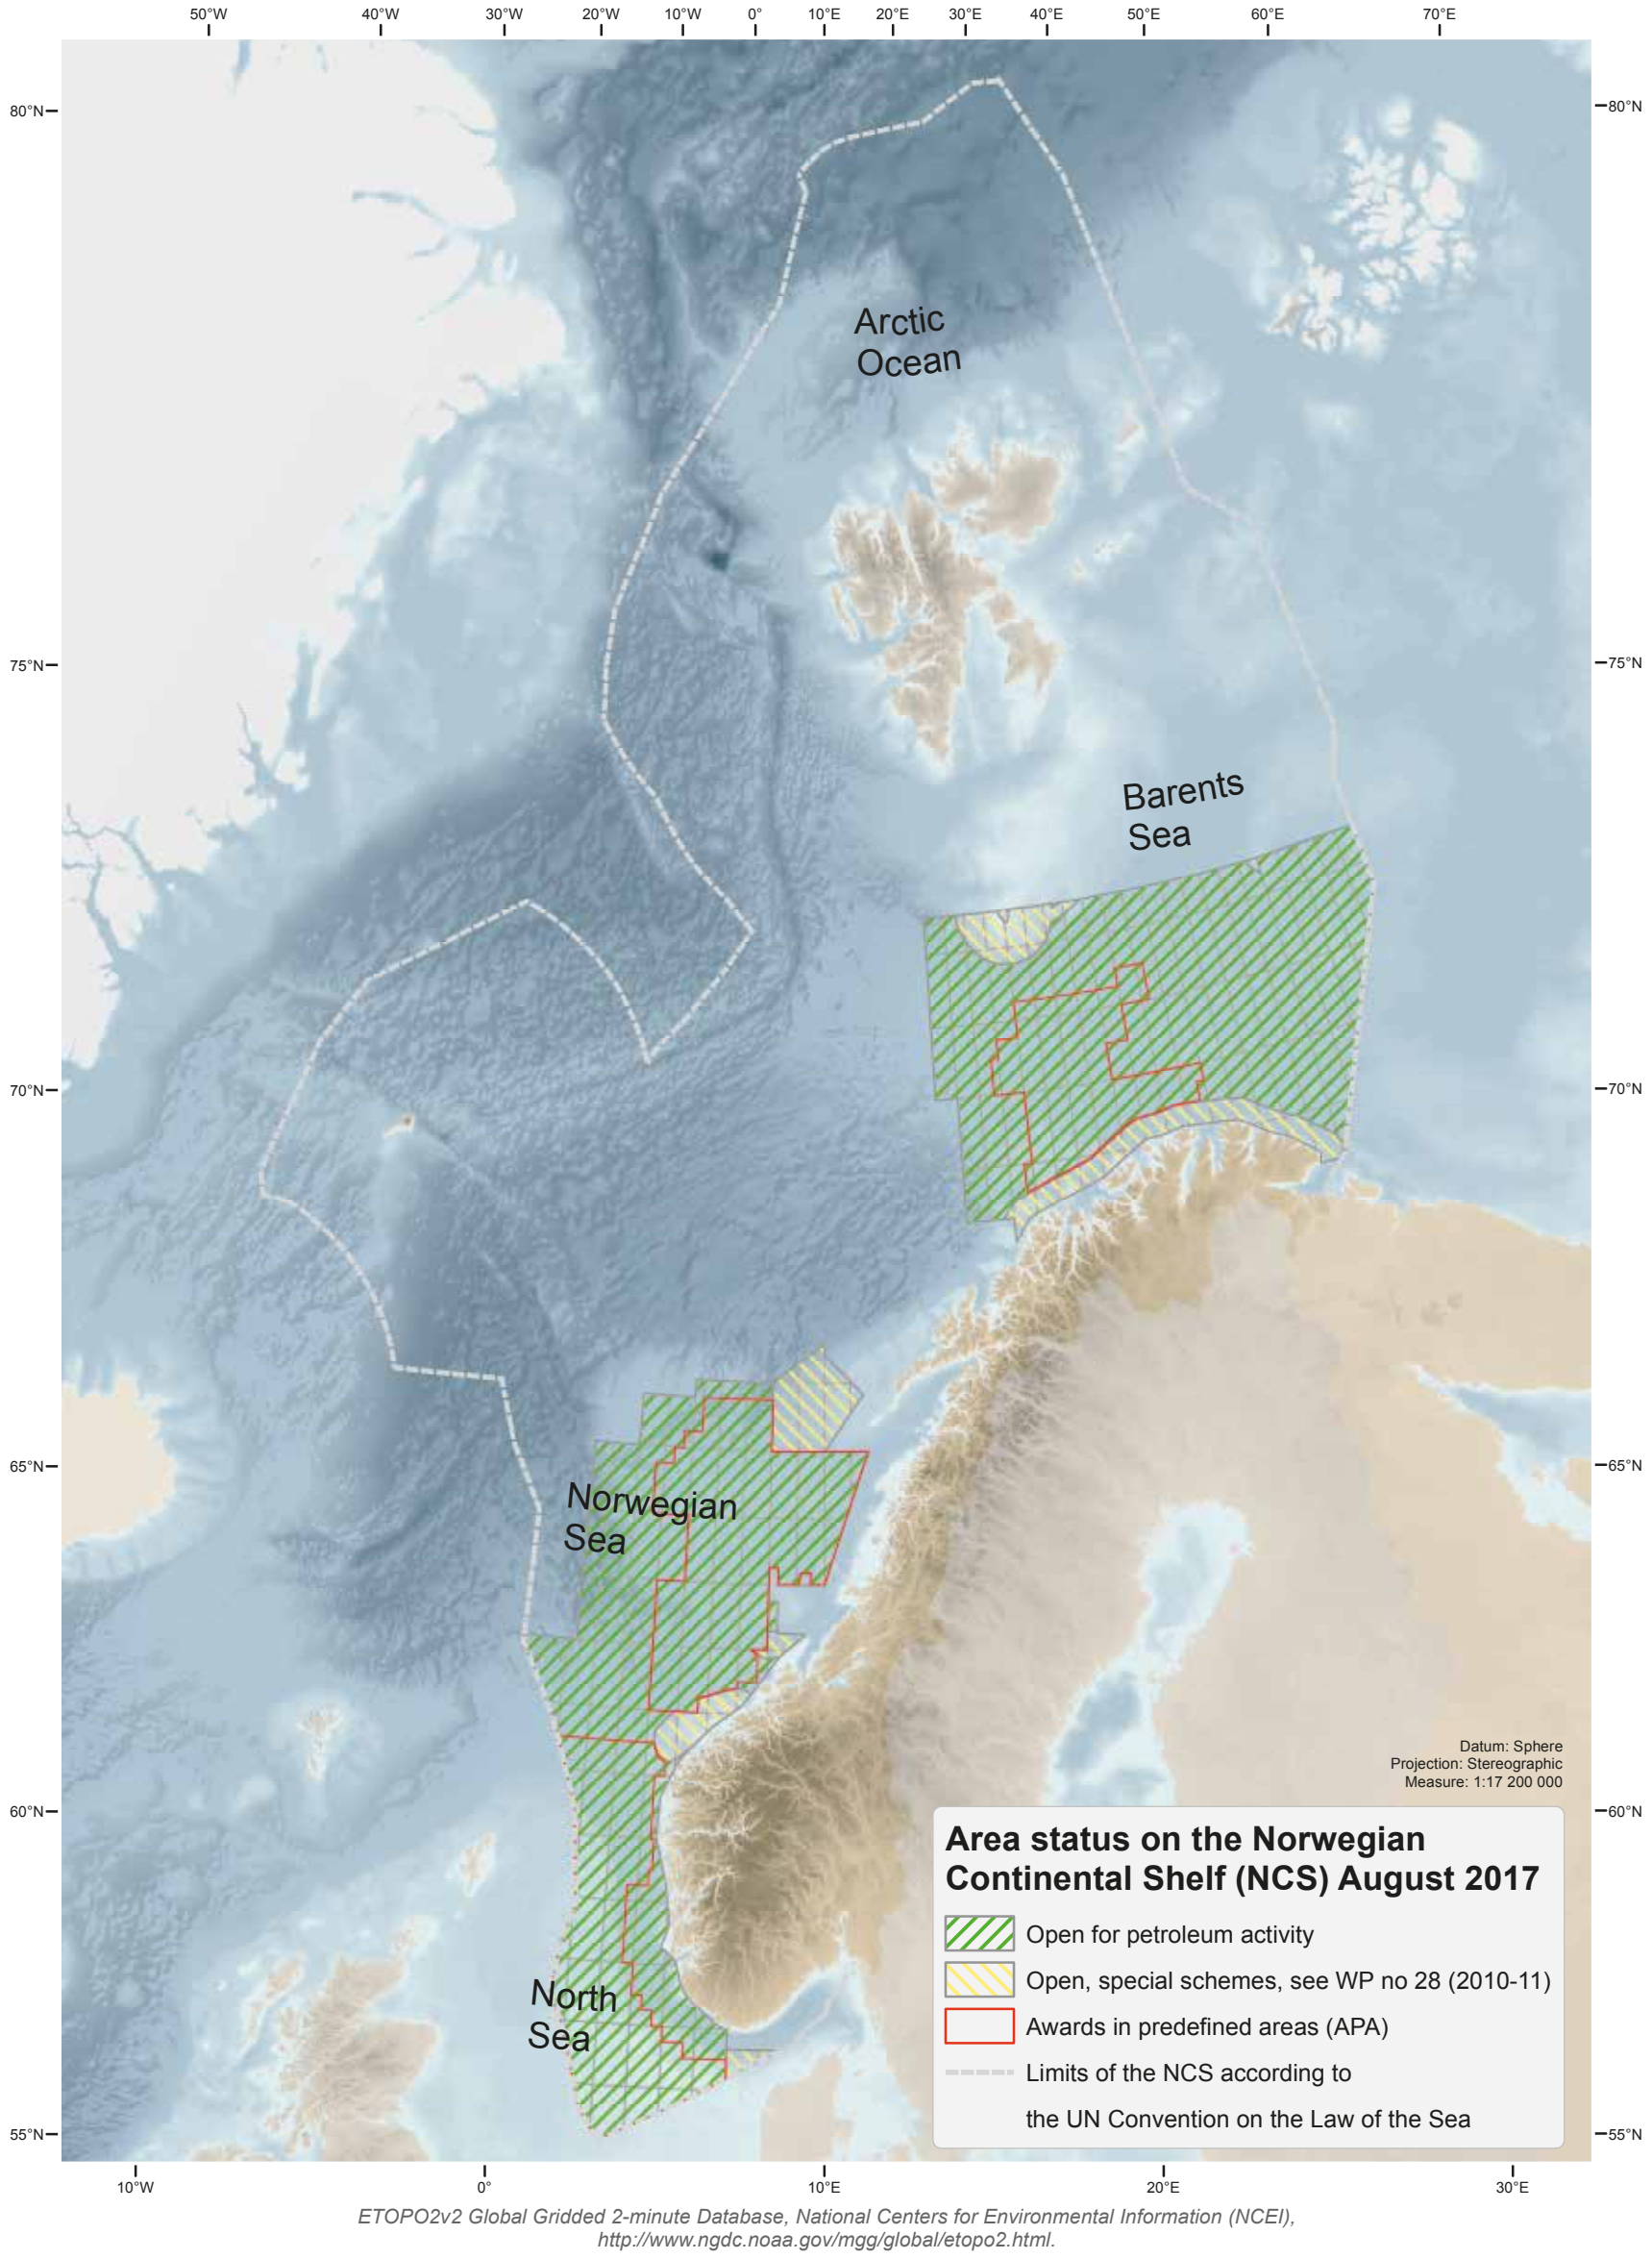 50°W 40°W 30°W 20°W 10°W 0° 10°E 20°E 30°E 40°E 50°E 60°E 70°E
80°N 80°N
Arctic
Ocean
75°N 75°N
Barents
Sea
70°N 70°N
65°N 65°N
Norwegian
Sea
Datum: Sphere
Projection: Stereographic
Measure: 1:17 200 000
60°N 60°N
Area status on the Norwegian
Continental Shelf (NCS) August 2017
Open for petroleum activity
Open, special schemes, see WP no 28 (2010-11)
North
Sea
Awards in predefined areas (APA)
Limits of the NCS according to
the UN Convention on the Law of the Sea
55°N 55°N
10°W 0° 10°E 20°E 30°E
ETOPO2v2 Global Gridded 2-minute Database, National Centers for Environmental Information (NCEI),
http://www.ngdc.noaa.gov/mgg/global/etopo2.html.